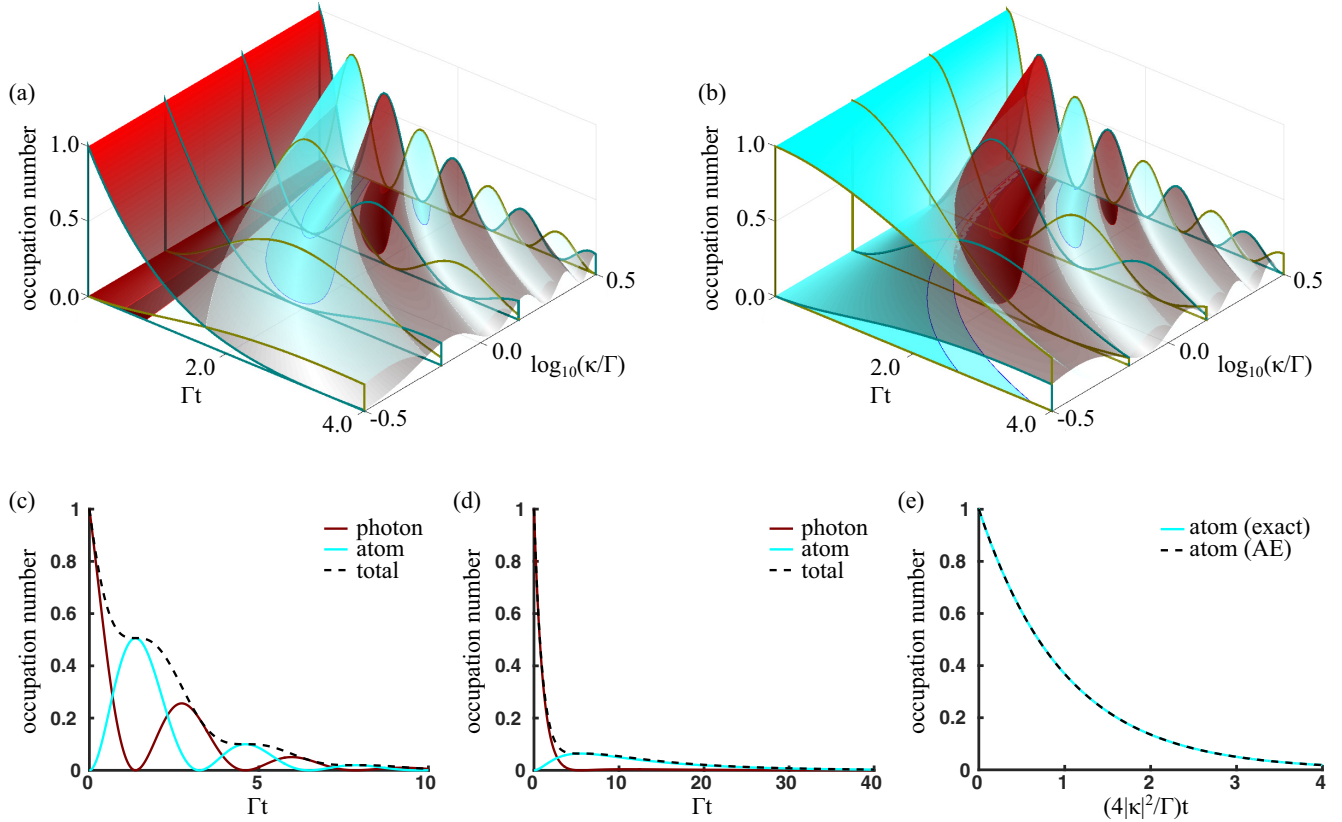 (a)
occupation number
1.0
0.5
0.0
2.0
4.0
Γt
-0.5
0.0
0.5
log₁₀(κ/Γ)
(b)
occupation number
1.0
0.5
0.0
2.0
4.0
Γt
-0.5
0.0
0.5
log₁₀(κ/Γ)
(c)
occupation number
1
0.8
0.6
0.4
0.2
0
photon
atom
total
0 5 10
Γt
(d)
occupation number
1
0.8
0.6
0.4
0.2
0
photon
atom
total
0 10 20 30 40
Γt
(e)
occupation number
1
0.8
0.6
0.4
0.2
0
atom (exact)
atom (AE)
0 1 2 3 4
(4|κ|²/Γ)t